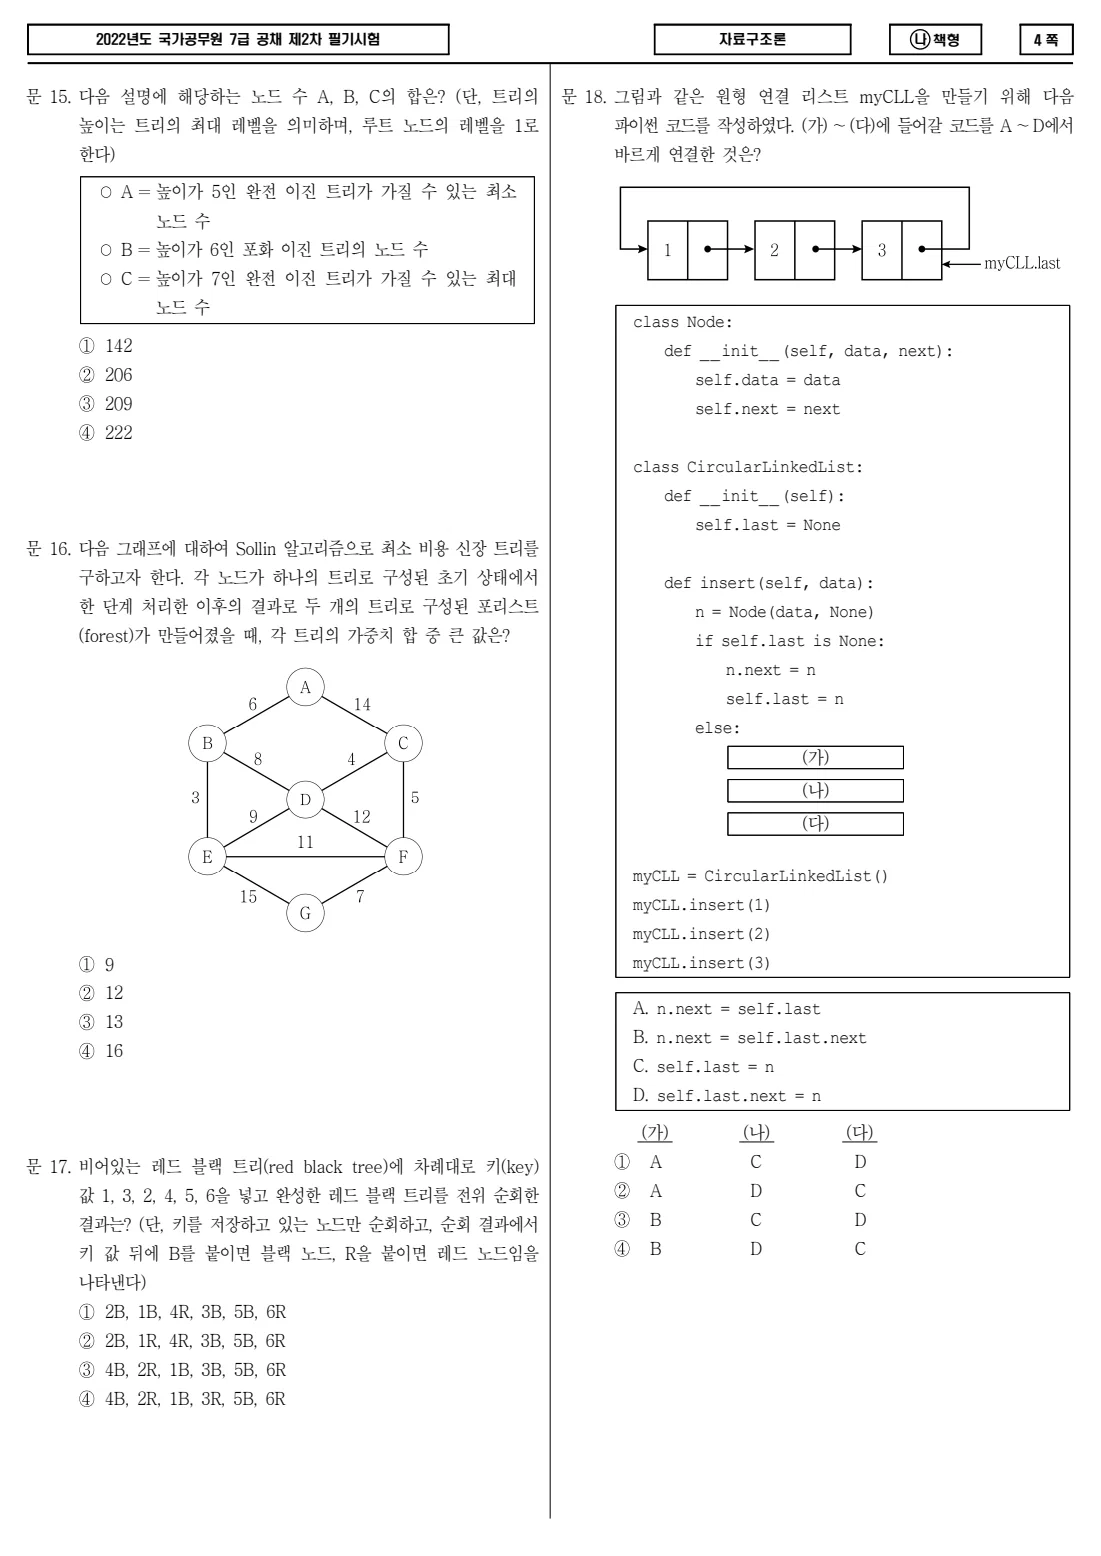 2022년도 국가공무원 7급 공채 제2차 필기시험
자료구조론
㉯책형
4 쪽
문 15. 다음 설명에 해당하는 노드 수 A, B, C의 합은? (단, 트리의
높이는 트리의 최대 레벨을 의미하며, 루트 노드의 레벨을 1로
한다)
○ A = 높이가 5인 완전 이진 트리가 가질 수 있는 최소
노드 수
○ B = 높이가 6인 포화 이진 트리의 노드 수
○ C = 높이가 7인 완전 이진 트리가 가질 수 있는 최대
노드 수
① 142
② 206
③ 209
④ 222
문 16. 다음 그래프에 대하여 Sollin 알고리즘으로 최소 비용 신장 트리를
구하고자 한다. 각 노드가 하나의 트리로 구성된 초기 상태에서
한 단계 처리한 이후의 결과로 두 개의 트리로 구성된 포리스트
(forest)가 만들어졌을 때, 각 트리의 가중치 합 중 큰 값은?
A
6 14
B C
8 4
3 D 5
9 12
11
E F
15 7
G
① 9
② 12
③ 13
④ 16
문 17. 비어있는 레드 블랙 트리(red black tree)에 차례대로 키(key)
값 1, 3, 2, 4, 5, 6을 넣고 완성한 레드 블랙 트리를 전위 순회한
결과는? (단, 키를 저장하고 있는 노드만 순회하고, 순회 결과에서
키 값 뒤에 B를 붙이면 블랙 노드, R을 붙이면 레드 노드임을
나타낸다)
① 2B, 1B, 4R, 3B, 5B, 6R
② 2B, 1R, 4R, 3B, 5B, 6R
③ 4B, 2R, 1B, 3B, 5B, 6R
④ 4B, 2R, 1B, 3R, 5B, 6R
문 18. 그림과 같은 원형 연결 리스트 myCLL을 만들기 위해 다음
파이썬 코드를 작성하였다. (가) ~ (다)에 들어갈 코드를 A ~ D에서
바르게 연결한 것은?
1 2 3
myCLL.last
class Node:
def __init__(self, data, next):
self.data = data
self.next = next
class CircularLinkedList:
def __init__(self):
self.last = None
def insert(self, data):
n = Node(data, None)
if self.last is None:
n.next = n
self.last = n
else:
(가)
(나)
(다)
myCLL = CircularLinkedList()
myCLL.insert(1)
myCLL.insert(2)
myCLL.insert(3)
A. n.next = self.last
B. n.next = self.last.next
C. self.last = n
D. self.last.next = n
(가) (나) (다)
① A C D
② A D C
③ B C D
④ B D C